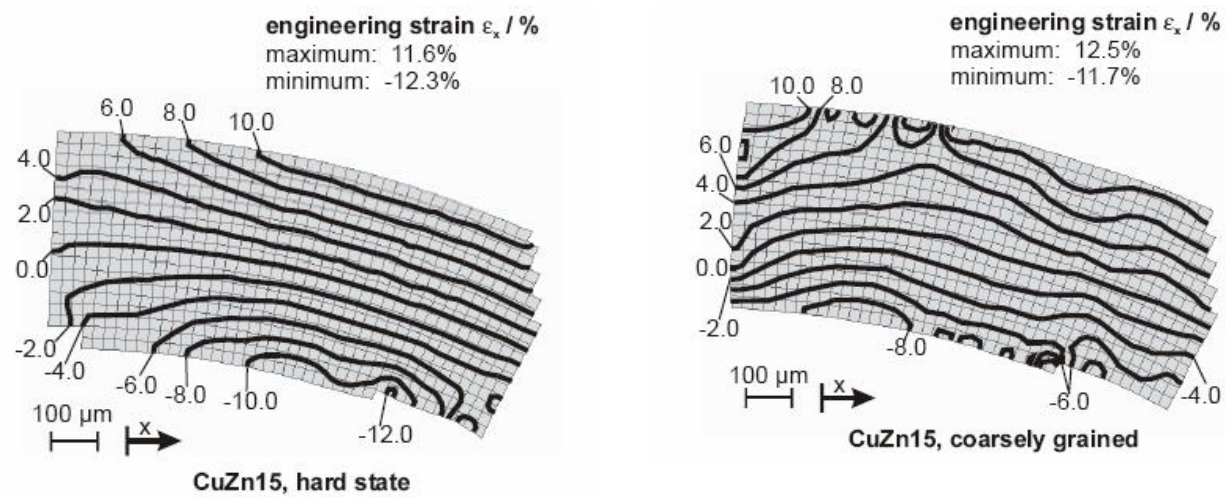 engineering strain εx / %
maximum: 11.6%
minimum: -12.3%
6.0
8.0
10.0
4.0
2.0
0.0
-2.0
-4.0
-6.0
-8.0
-10.0
-12.0
100 µm
x
CuZn15, hard state
engineering strain εx / %
maximum: 12.5%
minimum: -11.7%
10.0
8.0
6.0
4.0
2.0
0.0
-2.0
-8.0
-6.0
-4.0
100 µm
x
CuZn15, coarsely grained